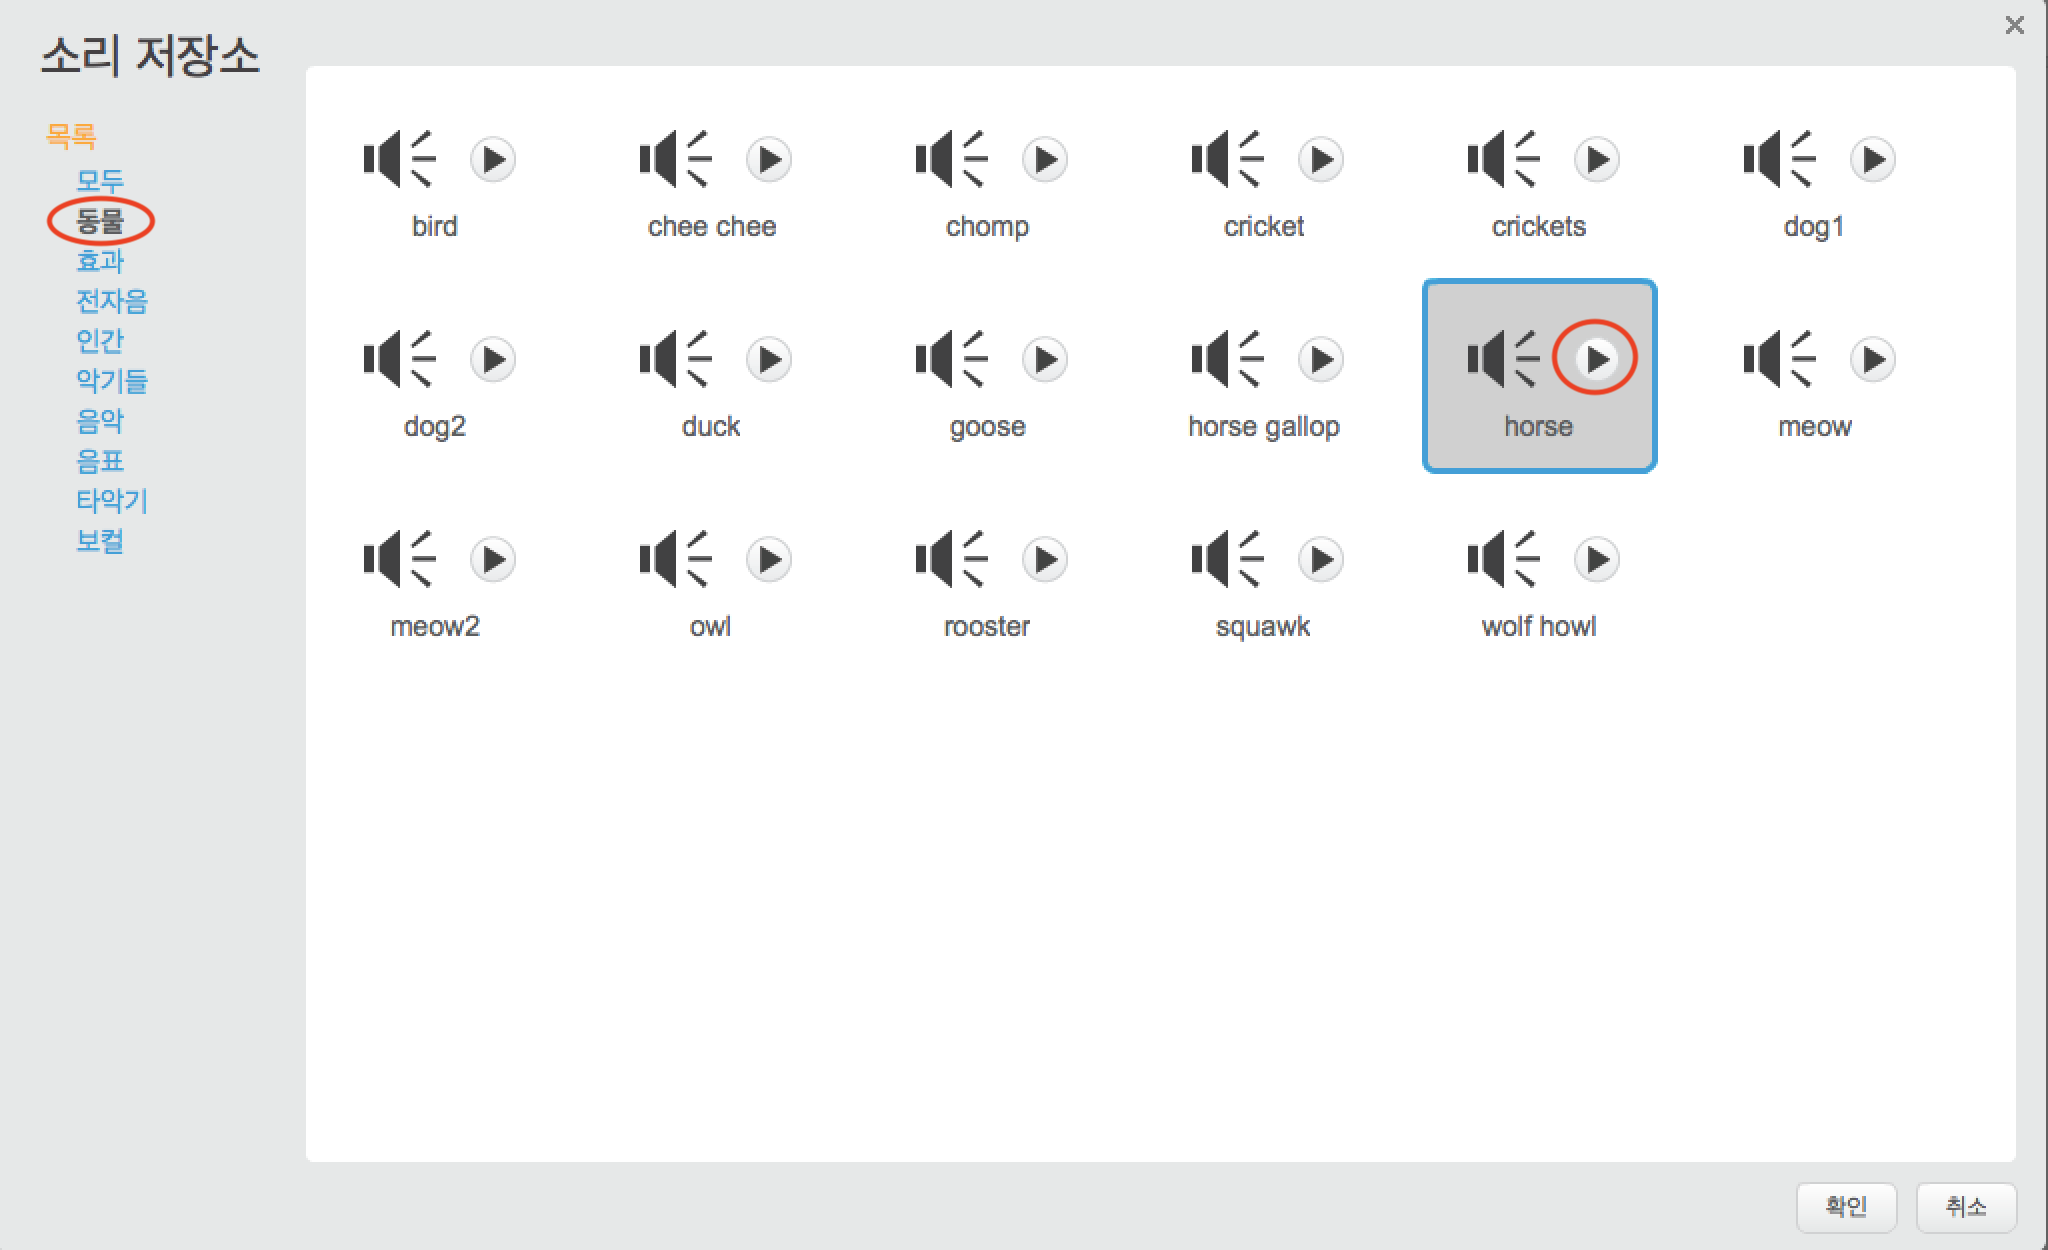 소리 저장소
목록
모두
동물
효과
전자음
인간
악기들
음악
음표
타악기
보컬
bird chee chee chomp cricket crickets dog1
dog2 duck goose horse gallop horse meow
meow2 owl rooster squawk wolf howl
확인 취소